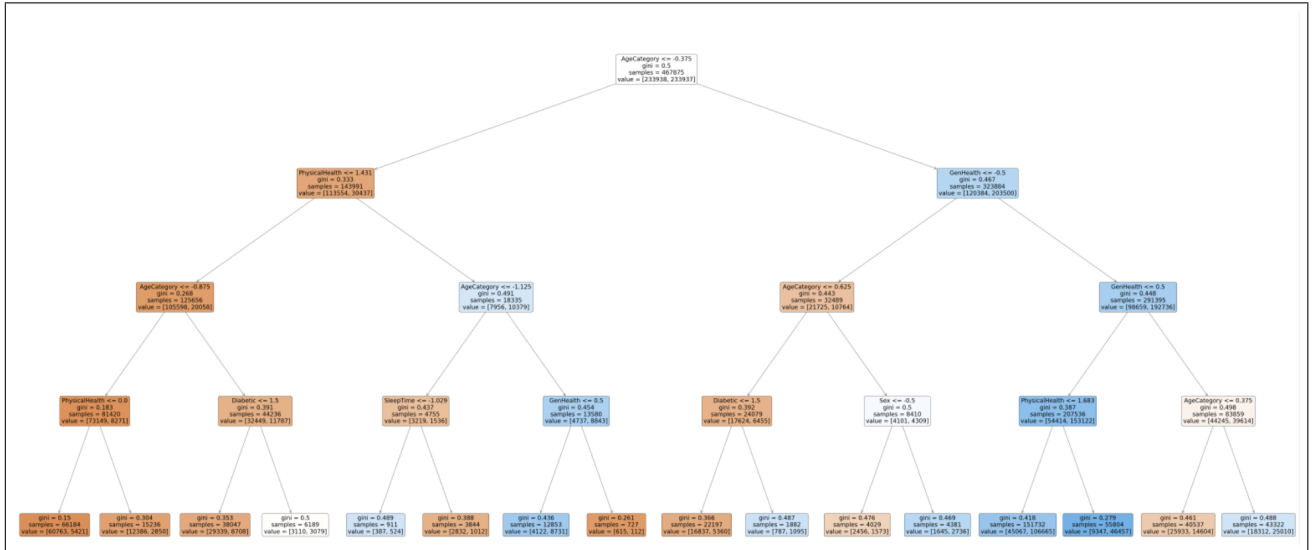 AgeCategory <= -0.375
gini = 0.5
samples = 467875
value = [233938, 233937]
PhysicalHealth <= 1.431
gini = 0.333
samples = 143991
value = [113554, 30437]
GenHealth <= -0.5
gini = 0.467
samples = 323884
value = [120384, 203500]
AgeCategory <= -0.875
gini = 0.268
samples = 125656
value = [105598, 20058]
AgeCategory <= -1.125
gini = 0.491
samples = 18335
value = [7956, 10379]
AgeCategory <= 0.625
gini = 0.443
samples = 32489
value = [21725, 10764]
GenHealth <= 0.5
gini = 0.448
samples = 291395
value = [98659, 192736]
PhysicalHealth <= 0.0
gini = 0.183
samples = 81420
value = [73149, 8271]
Diabetic <= 1.5
gini = 0.391
samples = 44236
value = [32449, 11787]
SleepTime <= -1.029
gini = 0.437
samples = 4755
value = [3219, 1536]
GenHealth <= 0.5
gini = 0.454
samples = 13580
value = [4737, 8843]
Diabetic <= 1.5
gini = 0.392
samples = 24079
value = [17624, 6455]
Sex <= -0.5
gini = 0.5
samples = 8410
value = [4101, 4309]
PhysicalHealth <= 1.683
gini = 0.387
samples = 207536
value = [54414, 153122]
AgeCategory <= 0.375
gini = 0.498
samples = 83859
value = [44245, 39614]
gini = 0.15
samples = 66184
value = [60763, 5421]
gini = 0.304
samples = 15236
value = [12386, 2850]
gini = 0.353
samples = 38047
value = [29339, 8708]
gini = 0.5
samples = 6189
value = [3110, 3079]
gini = 0.489
samples = 911
value = [387, 524]
gini = 0.388
samples = 3844
value = [2832, 1012]
gini = 0.436
samples = 12853
value = [4122, 8731]
gini = 0.261
samples = 727
value = [615, 112]
gini = 0.366
samples = 22197
value = [16837, 5360]
gini = 0.487
samples = 1882
value = [787, 1095]
gini = 0.476
samples = 4029
value = [2456, 1573]
gini = 0.469
samples = 4381
value = [1645, 2736]
gini = 0.418
samples = 151732
value = [45067, 106665]
gini = 0.279
samples = 55804
value = [9347, 46457]
gini = 0.461
samples = 40537
value = [25933, 14604]
gini = 0.488
samples = 43322
value = [18312, 25010]